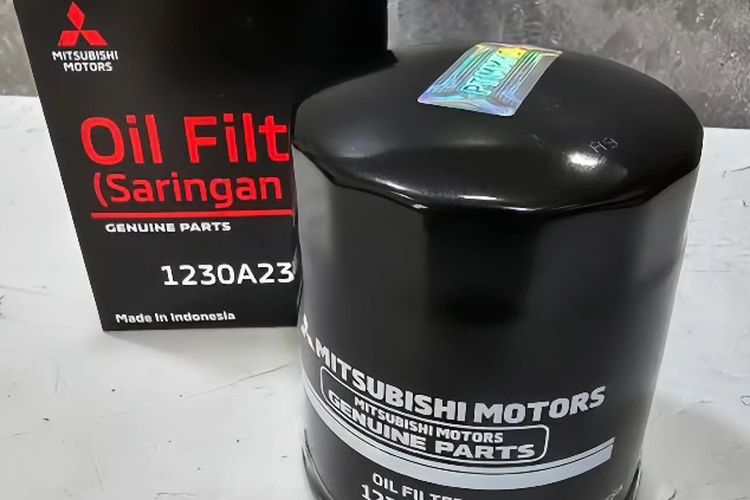 MITSUBISHI
MOTORS
Oil Filt
(Saringan
GENUINE PARTS
1230A23
Made In Indonesia
A9
MITSUBISHI MOTORS
MITSUBISHI MOTORS
GENUINE PARTS
OIL FILTE